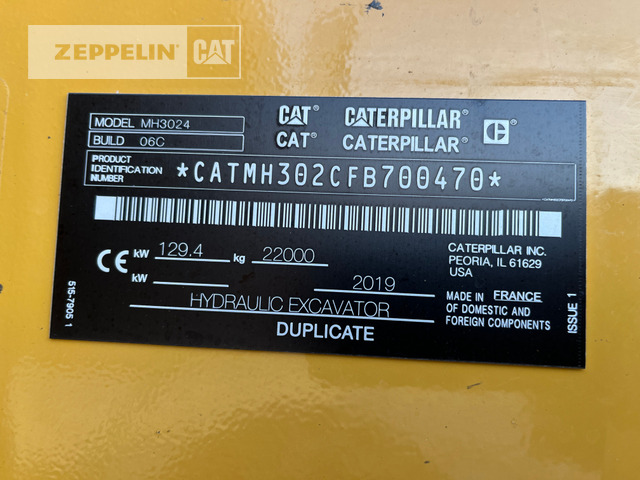 ZEPPELIN CAT
MODEL MH3024
BUILD 06C
CAT CATERPILLAR C
CAT CATERPILLAR
PRODUCT IDENTIFICATION NUMBER *CATMH302CFB700470*
CE kW 129.4 kg 22000
kW 2019
HYDRAULIC EXCAVATOR
DUPLICATE
CATERPILLAR INC.
PEORIA, IL 61629
USA
MADE IN FRANCE
OF DOMESTIC AND
FOREIGN COMPONENTS
515-7905 1
ISSUE 1